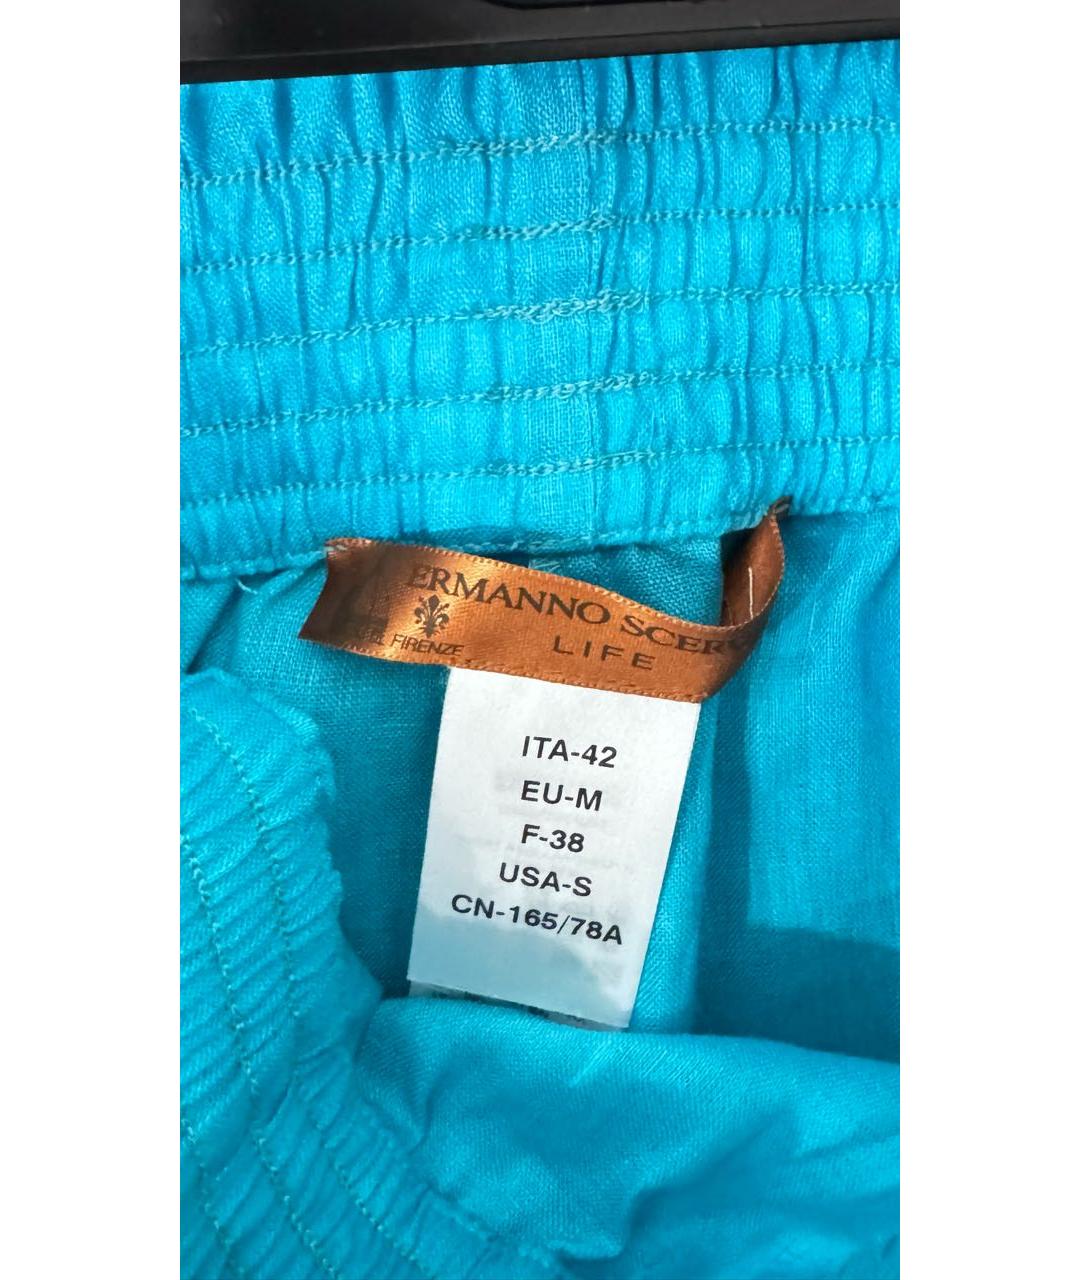 ERMANNO SCER
LIFE
FIRENZE
ITA-42
EU-M
F-38
USA-S
CN-165/78A